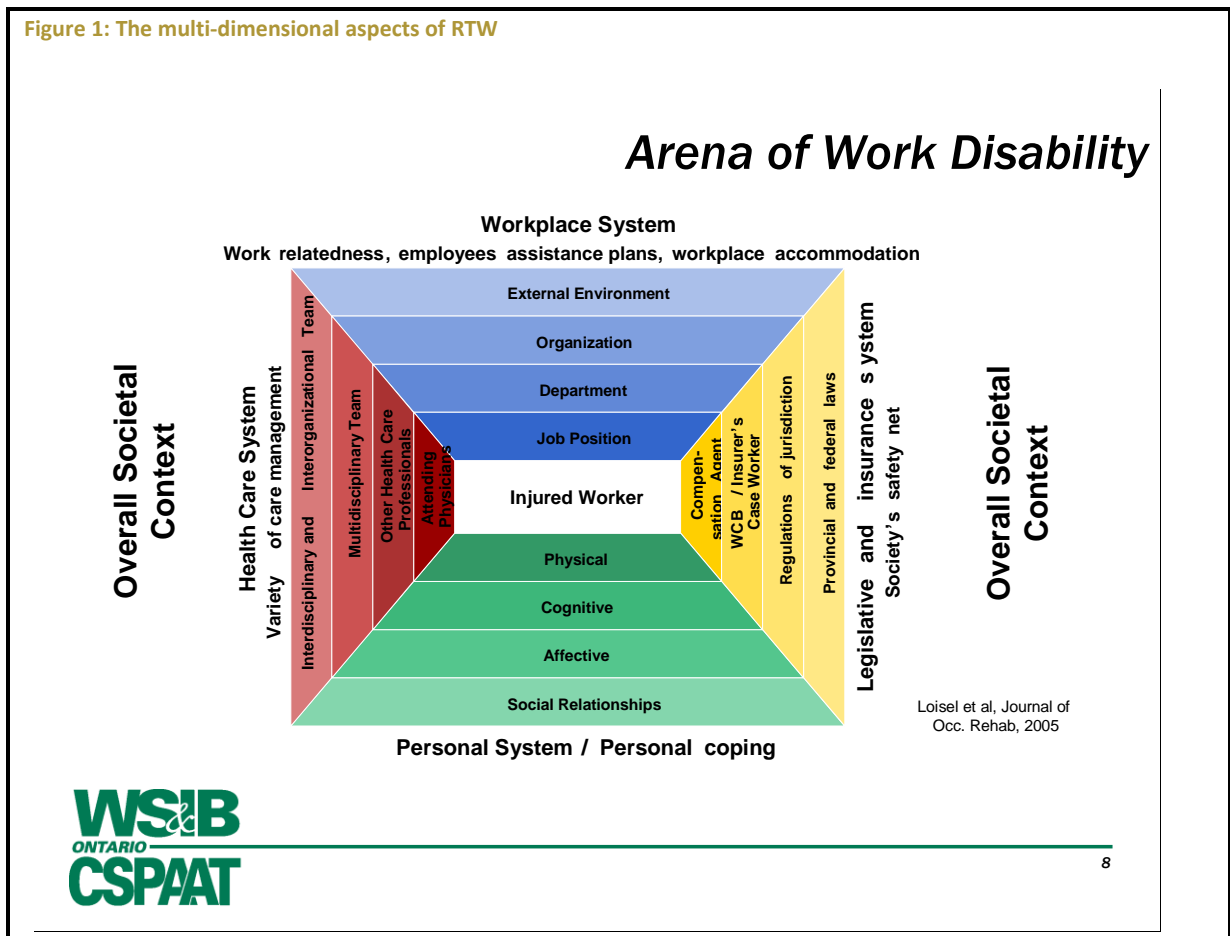 Figure 1: The multi-dimensional aspects of RTW
Arena of Work Disability
Workplace System
Work relatedness, employees assistance plans, workplace accommodation
External Environment
Organization
Department
Job Position
Injured Worker
Physical
Cognitive
Affective
Social Relationships
Personal System / Personal coping
Overall Societal
Context
Health Care System
Variety of care management
Interdisciplinary and Interorganizational Team
Multidisciplinary Team
Other Health Care
Professionals
Attending
Physicians
Compen-
sation Agent
WCB / Insurer's
Case Worker
Regulations of jurisdiction
Provincial and federal laws
Legislative and insurance s ystem
Society's safety net
Overall Societal
Context
Loisel et al, Journal of
Occ. Rehab, 2005
WS&IB
ONTARIO
CSPAAT
8